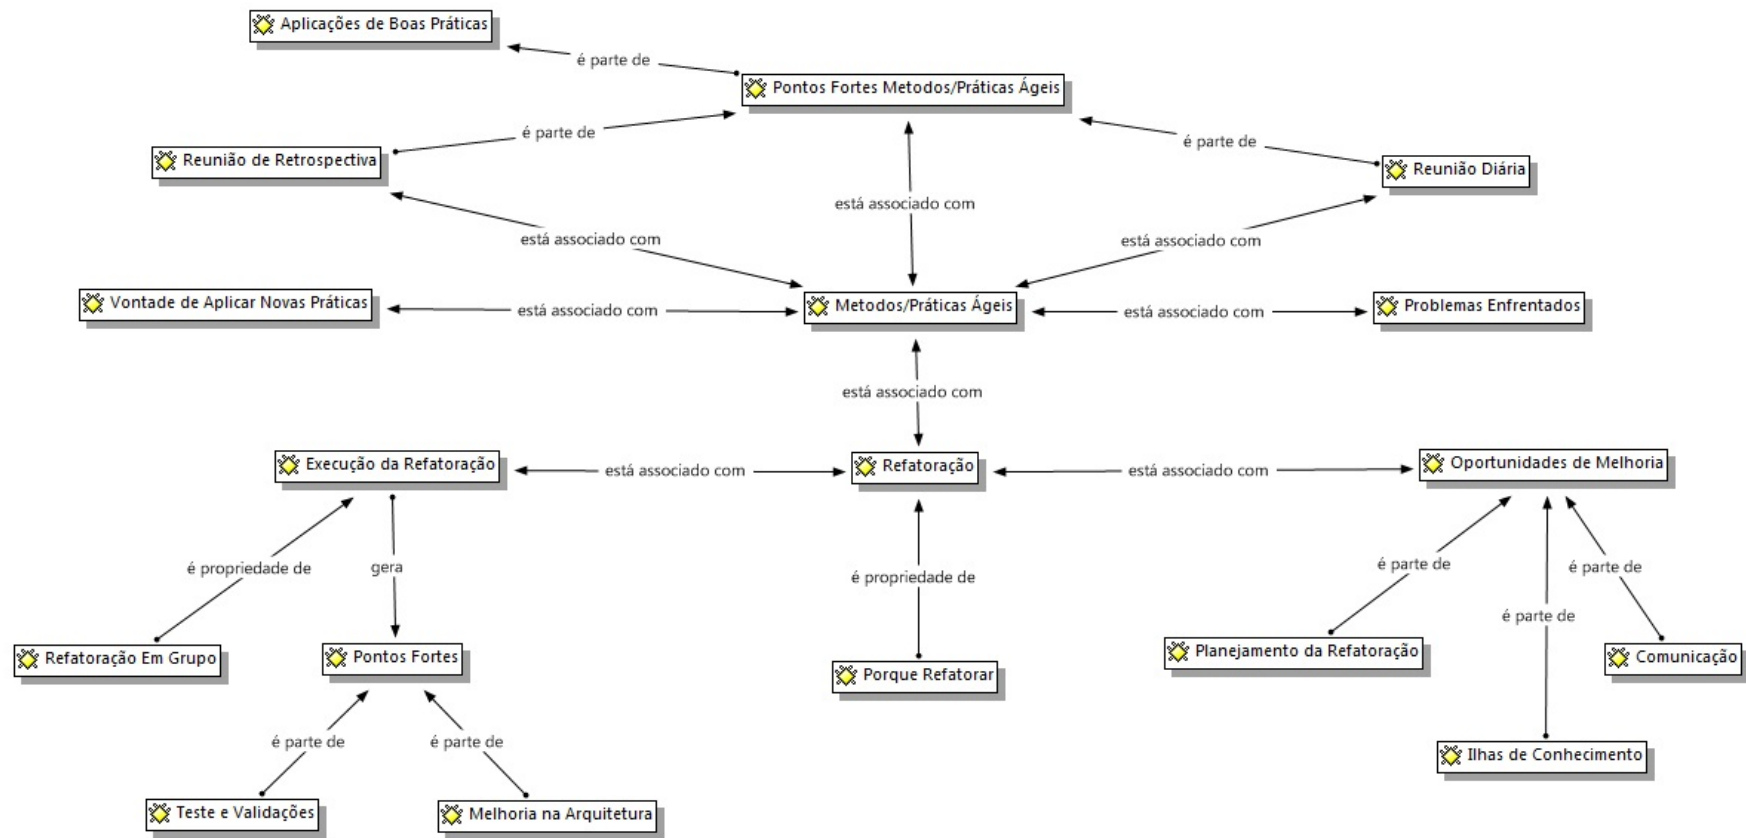 Aplicações de Boas Práticas
é parte de
Pontos Fortes Metodos/Práticas Ágeis
é parte de
é parte de
Reunião de Retrospectiva
Reunião Diária
está associado com
está associado com
está associado com
Vontade de Aplicar Novas Práticas
está associado com
Metodos/Práticas Ágeis
está associado com
Problemas Enfrentados
está associado com
Execução da Refatoração
está associado com
Refatoração
está associado com
Oportunidades de Melhoria
é propriedade de
gera
é propriedade de
é parte de
é parte de
é parte de
Refatoração Em Grupo
Pontos Fortes
Porque Refatorar
Planejamento da Refatoração
Comunicação
é parte de
é parte de
Ilhas de Conhecimento
Teste e Validações
Melhoria na Arquitetura